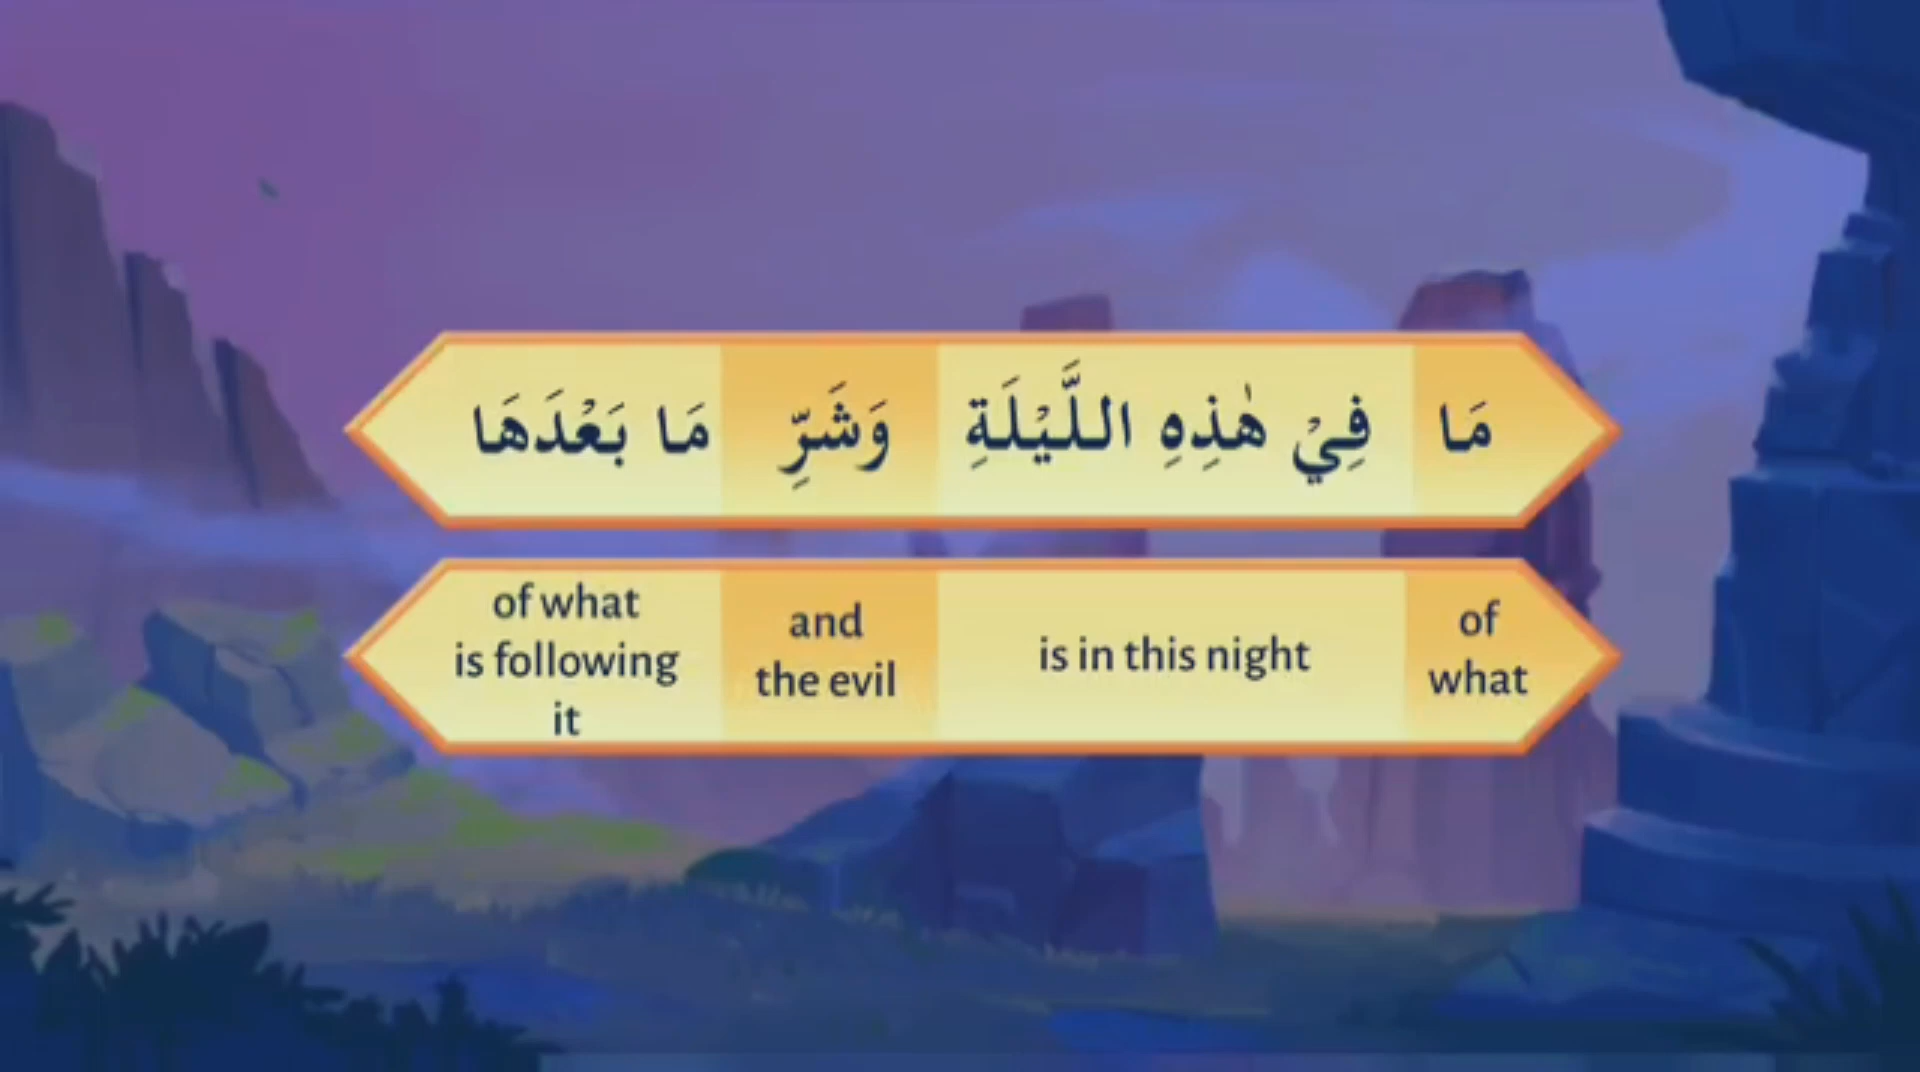 مَا فِيْ هٰذِهِ اللَّيْلَةِ وَشَرِّ مَا بَعْدَهَا
of what
is in this night
and
the evil
of what
is following
it